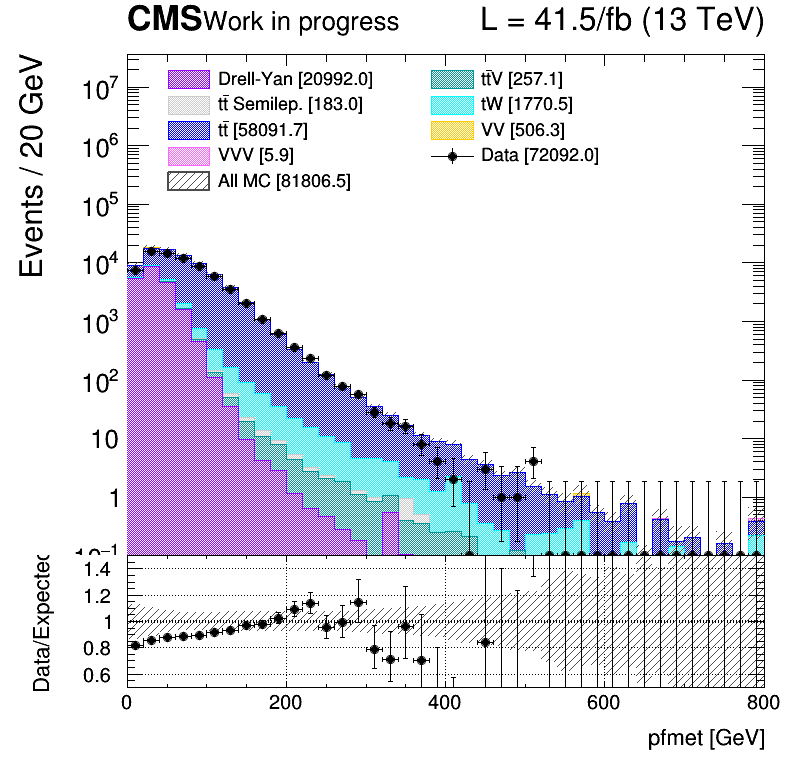 CMS Work in progress L = 41.5/fb (13 TeV)
Events / 20 GeV
10⁷
10⁶
10⁵
10⁴
10³
10²
10
1
10⁻¹
Drell-Yan [20992.0]
tt̄ Semilep. [183.0]
tt̄ [58091.7]
VVV [5.9]
All MC [81806.5]
tt̄V [257.1]
tW [1770.5]
VV [506.3]
Data [72092.0]
Data/Expected
1.4
1.2
1
0.8
0.6
0 200 400 600 800
pfmet [GeV]